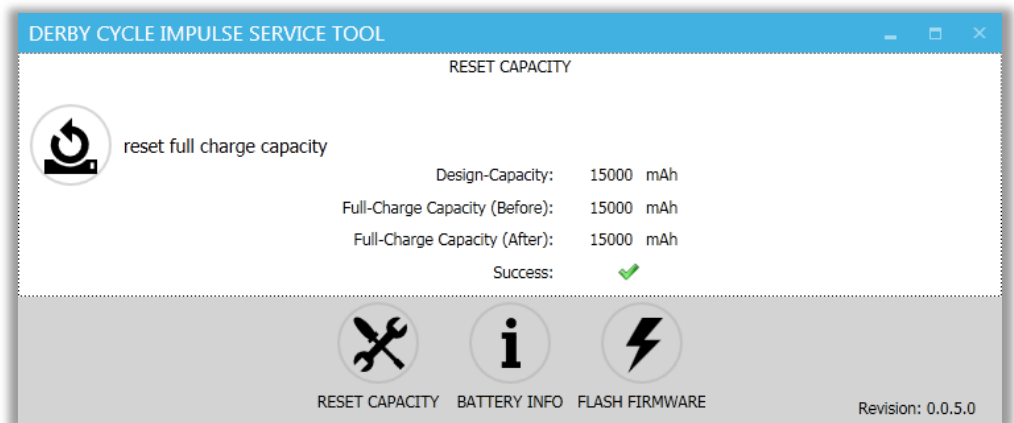 DERBY CYCLE IMPULSE SERVICE TOOL
RESET CAPACITY
reset full charge capacity
Design-Capacity: 15000 mAh
Full-Charge Capacity (Before): 15000 mAh
Full-Charge Capacity (After): 15000 mAh
Success:
RESET CAPACITY BATTERY INFO FLASH FIRMWARE
Revision: 0.0.5.0